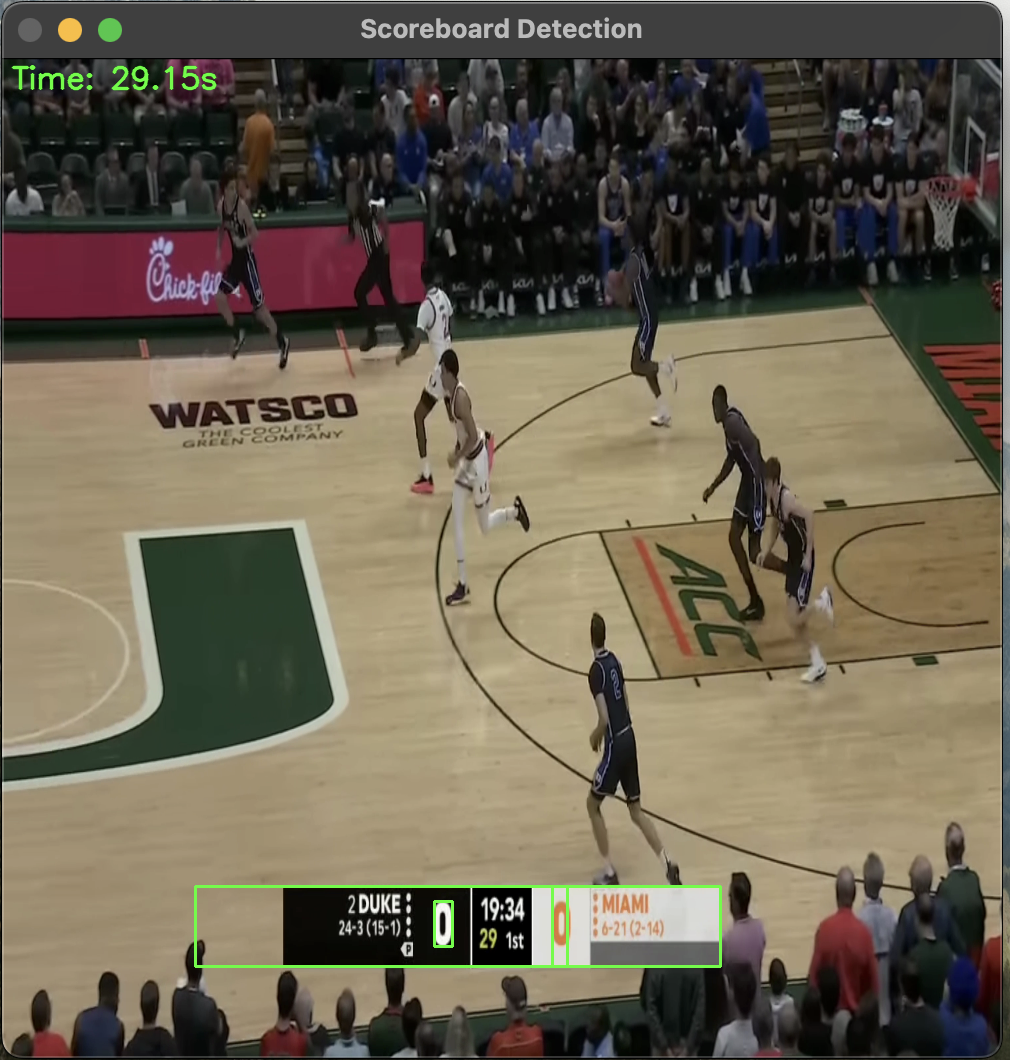 Scoreboard Detection
Time: 29.15s
Chick-fil
WATSCO
THE COOLEST
GREEN COMPANY
ACC
U
2
2 DUKE
24-3 (15-1)
P
0
19:34
29 1st
0
MIAMI
6-21 (2-14)